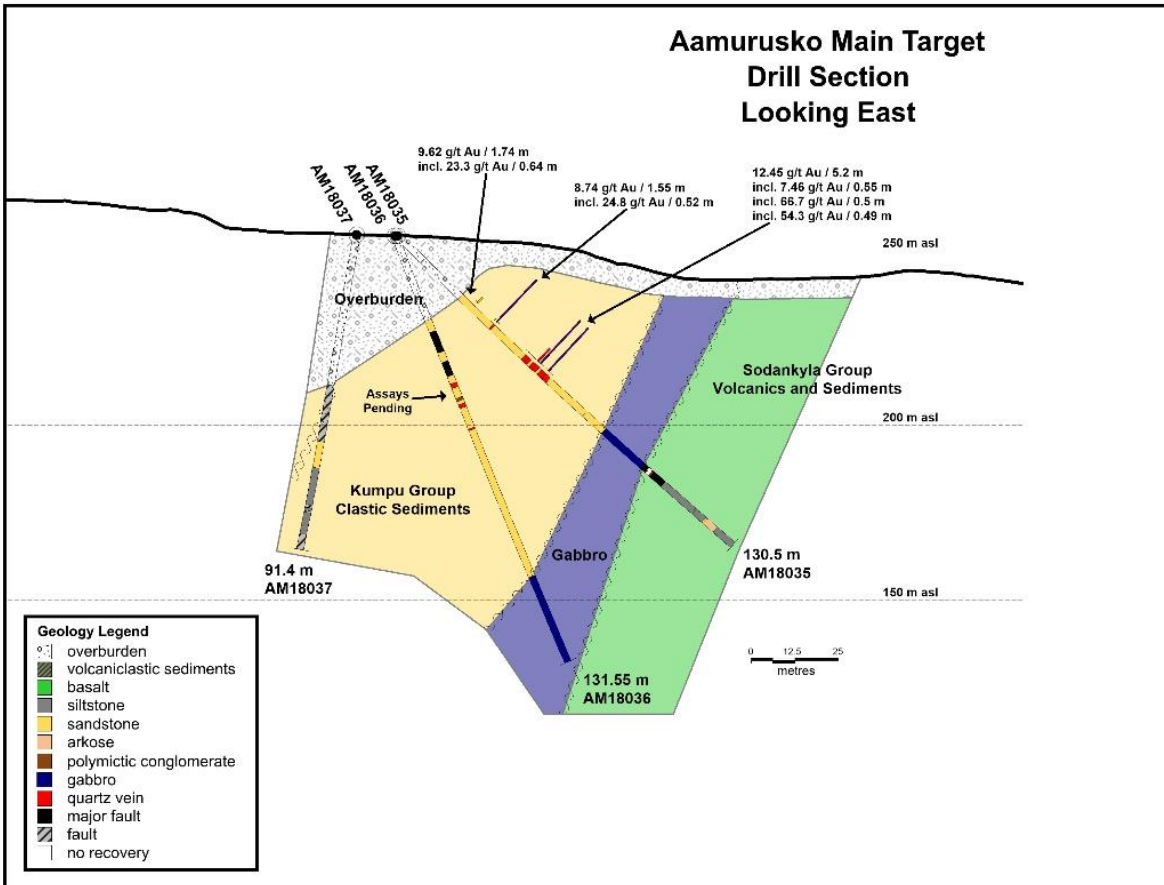 Aamurusko Main Target
Drill Section
Looking East
9.62 g/t Au / 1.74 m
incl. 23.3 g/t Au / 0.64 m
8.74 g/t Au / 1.55 m
incl. 24.8 g/t Au / 0.52 m
12.45 g/t Au / 5.2 m
incl. 7.46 g/t Au / 0.55 m
incl. 66.7 g/t Au / 0.5 m
incl. 54.3 g/t Au / 0.49 m
AM18037
AM18036
AM18035
250 m asl
Overburden
Sodankyla Group
Volcanics and Sediments
Assays
Pending
200 m asl
Kumpu Group
Clastic Sediments
Gabbro
130.5 m
AM18035
91.4 m
AM18037
150 m asl
131.55 m
AM18036
0 12.5 25
metres
Geology Legend
overburden
volcaniclastic sediments
basalt
siltstone
sandstone
arkose
polymictic conglomerate
gabbro
quartz vein
major fault
fault
no recovery